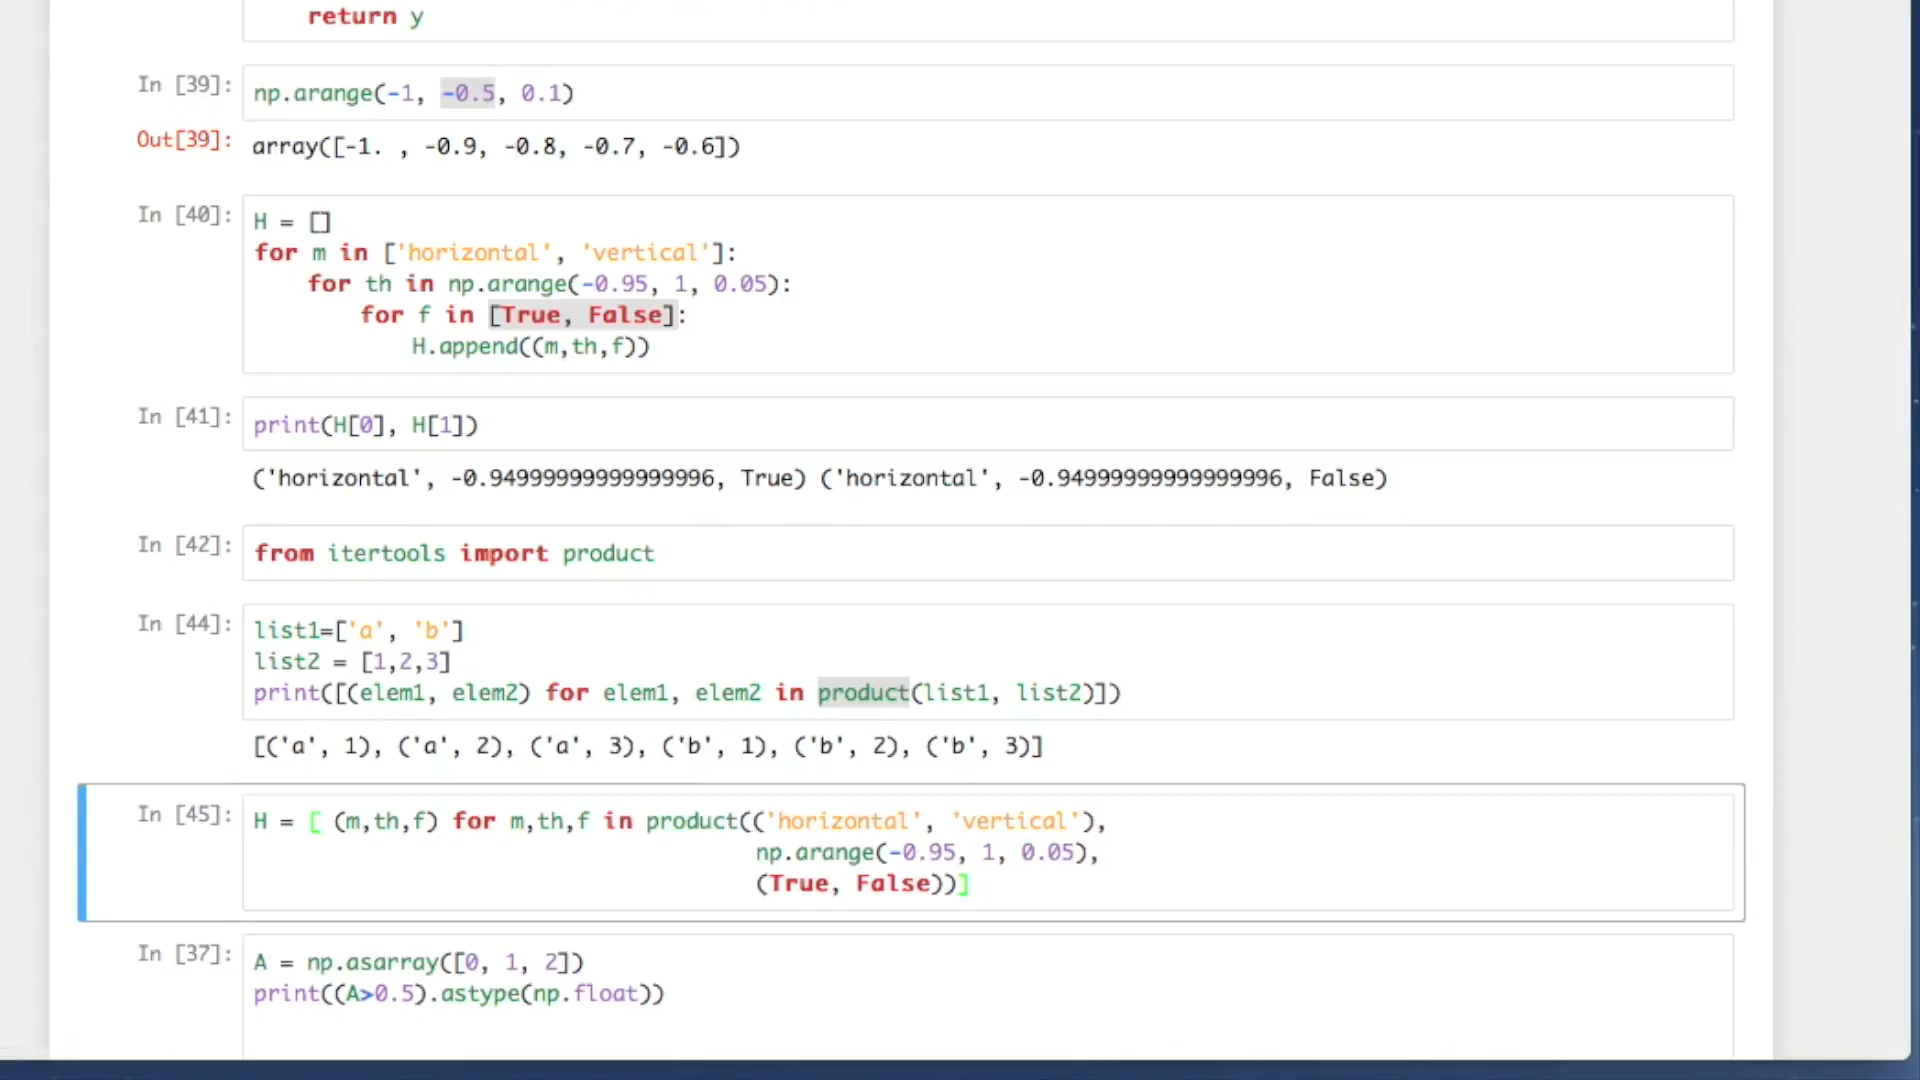 return y
In [39]: np.arange(-1, -0.5, 0.1)
Out[39]: array([-1. , -0.9, -0.8, -0.7, -0.6])
In [40]: H = []
for m in ['horizontal', 'vertical']:
for th in np.arange(-0.95, 1, 0.05):
for f in [True, False]:
H.append((m,th,f))
In [41]: print(H[0], H[1])
('horizontal', -0.94999999999999996, True) ('horizontal', -0.94999999999999996, False)
In [42]: from itertools import product
In [44]: list1=['a', 'b']
list2 = [1,2,3]
print([(elem1, elem2) for elem1, elem2 in product(list1, list2)])
[('a', 1), ('a', 2), ('a', 3), ('b', 1), ('b', 2), ('b', 3)]
In [45]: H = [ (m,th,f) for m,th,f in product(('horizontal', 'vertical'),
np.arange(-0.95, 1, 0.05),
(True, False))]
In [37]: A = np.asarray([0, 1, 2])
print((A>0.5).astype(np.float))